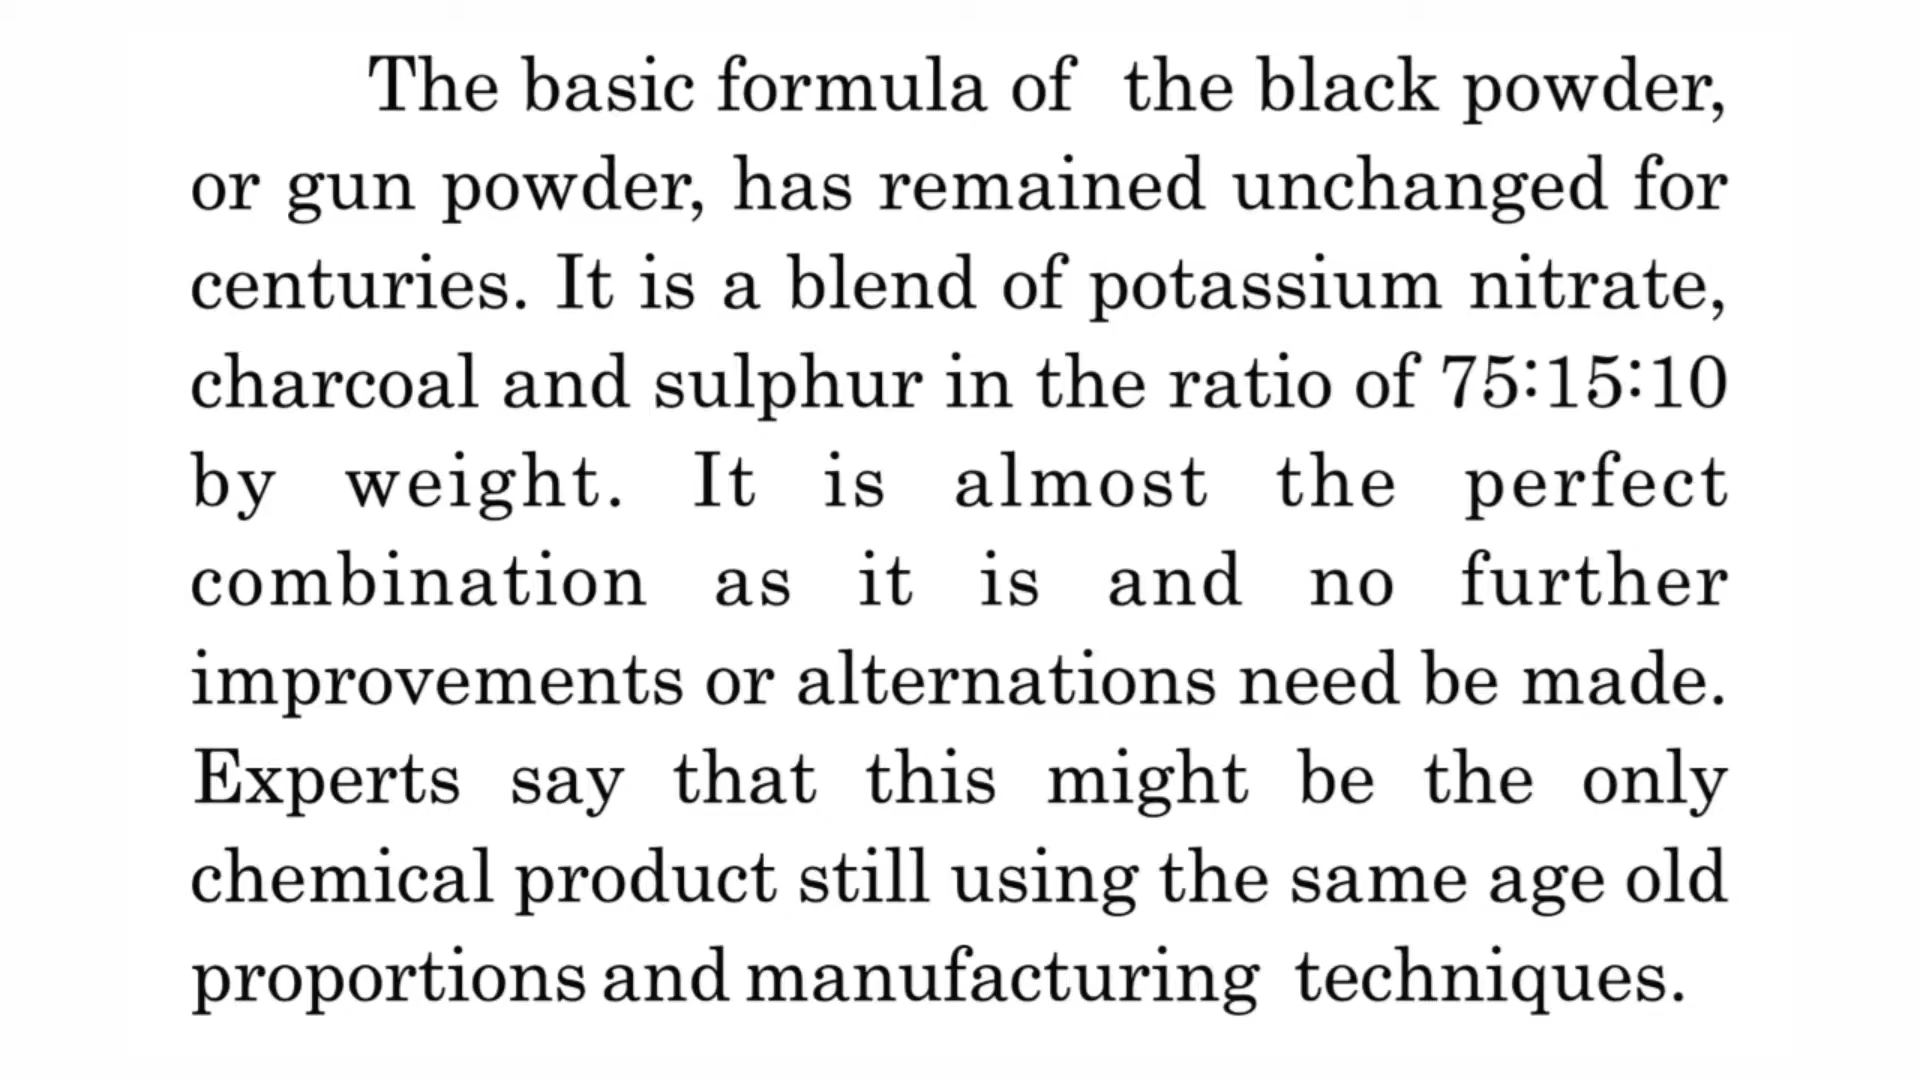 The basic formula of the black powder,
or gun powder, has remained unchanged for
centuries. It is a blend of potassium nitrate,
charcoal and sulphur in the ratio of 75:15:10
by weight. It is almost the perfect
combination as it is and no further
improvements or alternations need be made.
Experts say that this might be the only
chemical product still using the same age old
proportions and manufacturing techniques.